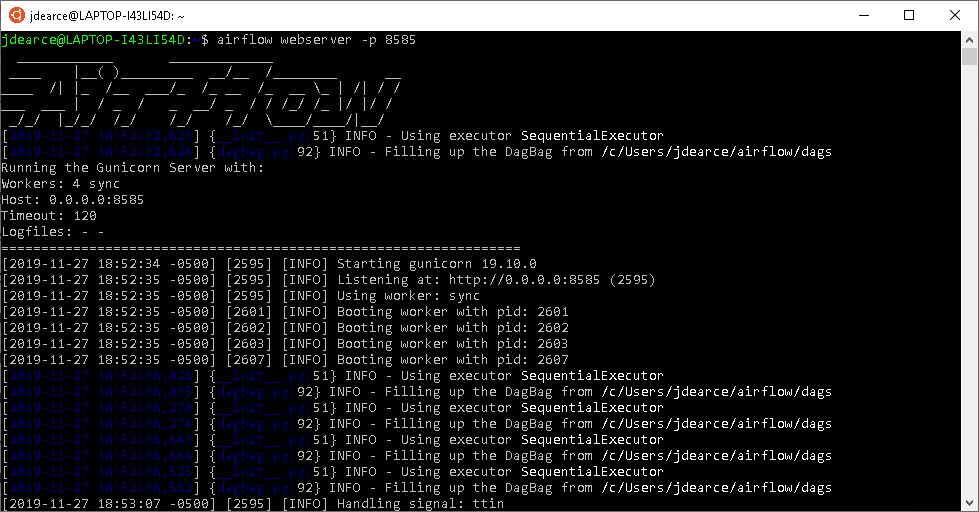 jdearce@LAPTOP-I43LI54D: ~
jdearce@LAPTOP-I43LI54D:~$ airflow webserver -p 8585
  ____________       _____________
 ____    |__( )_________  __/__  /________      __
____  /| |_  /__  ___/_  /_ __  /_  __ \_ | /| / /
___  ___ |  / _  /   _  __/ _  / / /_/ /_ |/ |/ /
 _/_/  |_/_/  /_/    /_/    /_/  \____/____/|__/
[2019-11-27 18:52:32,623] {__init__.py:51} INFO - Using executor SequentialExecutor
[2019-11-27 18:52:32,624] {dagbag.py:92} INFO - Filling up the DagBag from /c/Users/jdearce/airflow/dags
Running the Gunicorn Server with:
Workers: 4 sync
Host: 0.0.0.0:8585
Timeout: 120
Logfiles: - -
=================================================================
[2019-11-27 18:52:34 -0500] [2595] [INFO] Starting gunicorn 19.10.0
[2019-11-27 18:52:35 -0500] [2595] [INFO] Listening at: http://0.0.0.0:8585 (2595)
[2019-11-27 18:52:35 -0500] [2595] [INFO] Using worker: sync
[2019-11-27 18:52:35 -0500] [2601] [INFO] Booting worker with pid: 2601
[2019-11-27 18:52:35 -0500] [2602] [INFO] Booting worker with pid: 2602
[2019-11-27 18:52:35 -0500] [2603] [INFO] Booting worker with pid: 2603
[2019-11-27 18:52:35 -0500] [2607] [INFO] Booting worker with pid: 2607
[2019-11-27 18:52:36,026] {__init__.py:51} INFO - Using executor SequentialExecutor
[2019-11-27 18:52:36,035] {dagbag.py:92} INFO - Filling up the DagBag from /c/Users/jdearce/airflow/dags
[2019-11-27 18:52:36,270] {__init__.py:51} INFO - Using executor SequentialExecutor
[2019-11-27 18:52:36,274] {dagbag.py:92} INFO - Filling up the DagBag from /c/Users/jdearce/airflow/dags
[2019-11-27 18:52:36,443] {__init__.py:51} INFO - Using executor SequentialExecutor
[2019-11-27 18:52:36,446] {dagbag.py:92} INFO - Filling up the DagBag from /c/Users/jdearce/airflow/dags
[2019-11-27 18:52:36,525] {__init__.py:51} INFO - Using executor SequentialExecutor
[2019-11-27 18:52:36,562] {dagbag.py:92} INFO - Filling up the DagBag from /c/Users/jdearce/airflow/dags
[2019-11-27 18:53:07 -0500] [2595] [INFO] Handling signal: ttin